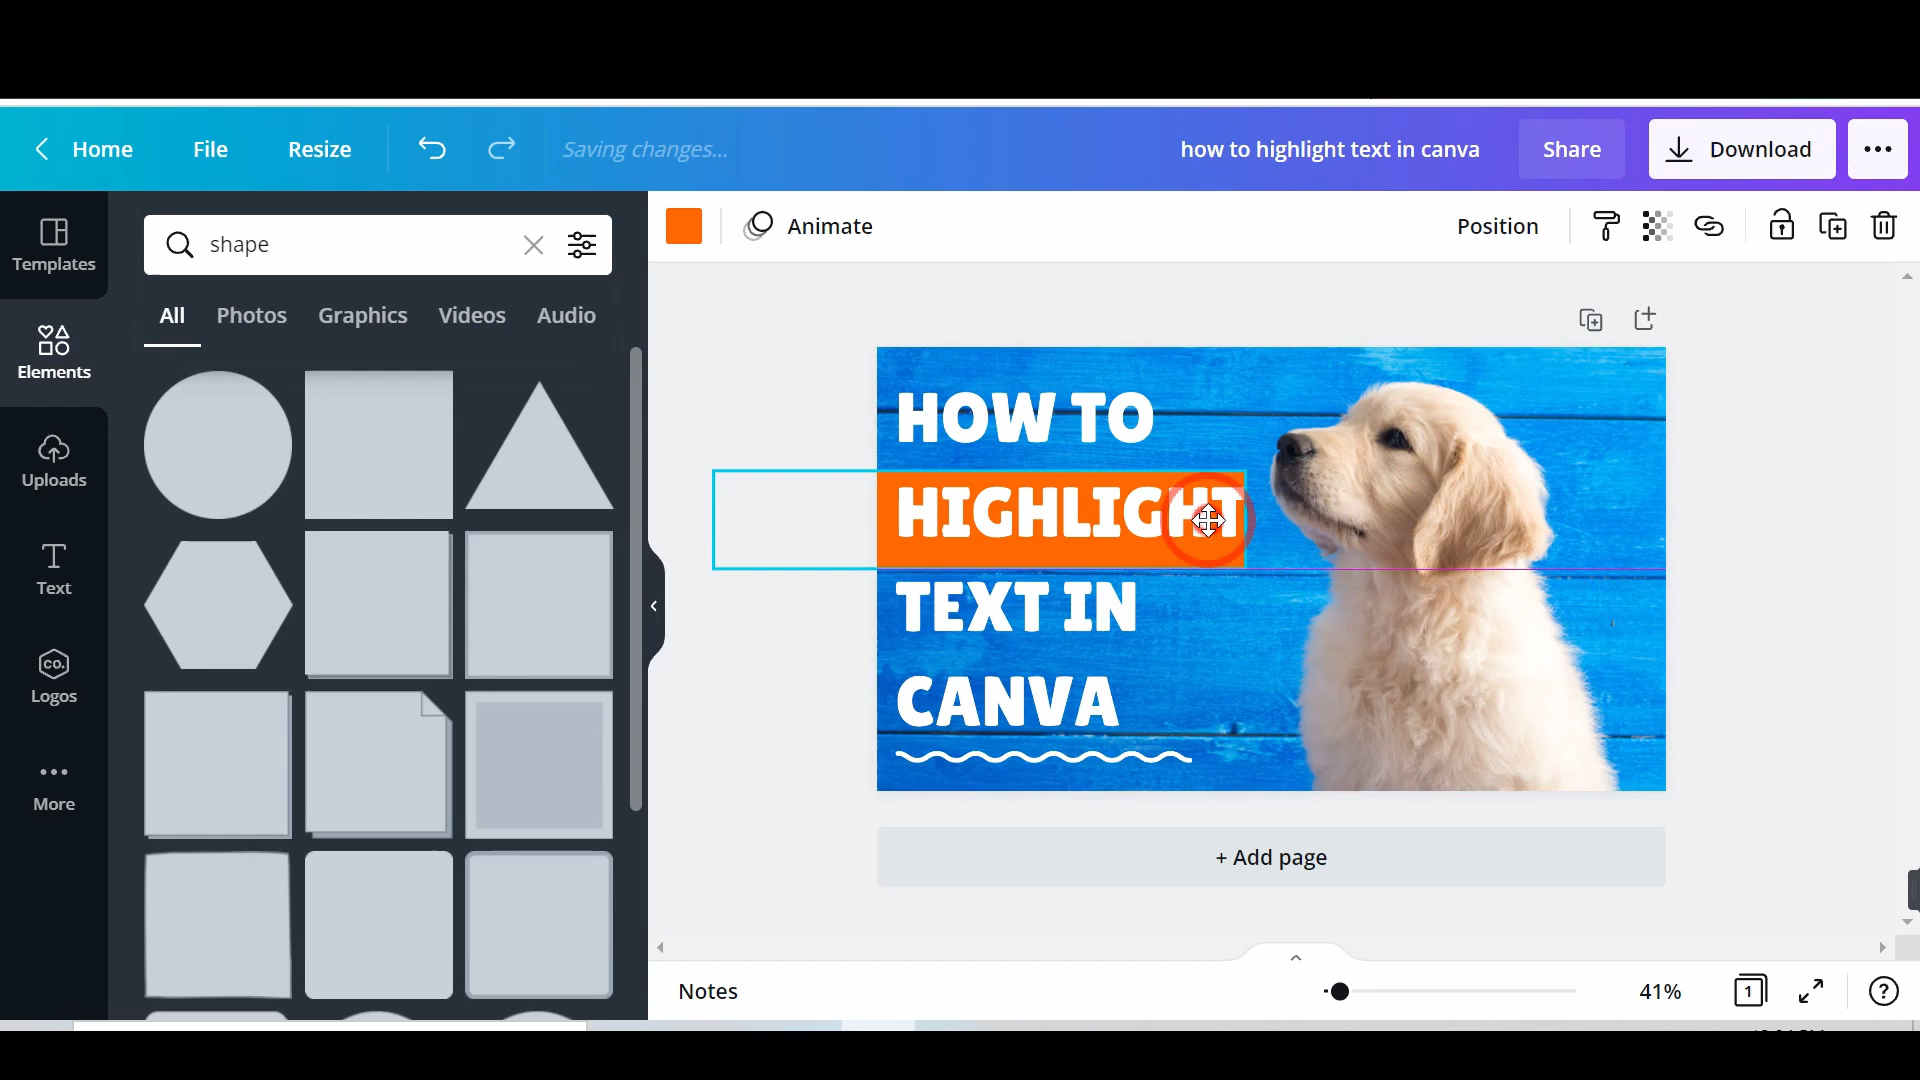 Home File Resize Saving changes... how to highlight text in canva Share Download
Templates
shape
Animate
Position
All Photos Graphics Videos Audio
Elements
Uploads
Text
CO.
Logos
More
HOW TO
HIGHLIGHT
TEXT IN
CANVA
+ Add page
Notes
41%
1
?